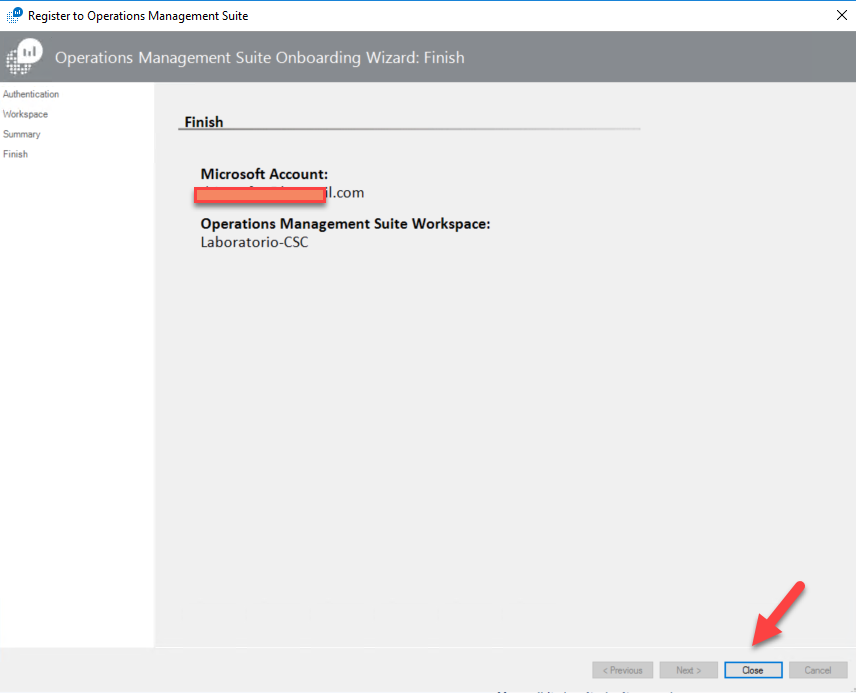 Register to Operations Management Suite
Operations Management Suite Onboarding Wizard: Finish
Authentication
Workspace
Summary
Finish
Finish
Microsoft Account:
il.com
Operations Management Suite Workspace:
Laboratorio-CSC
< Previous
Next >
Close
Cancel